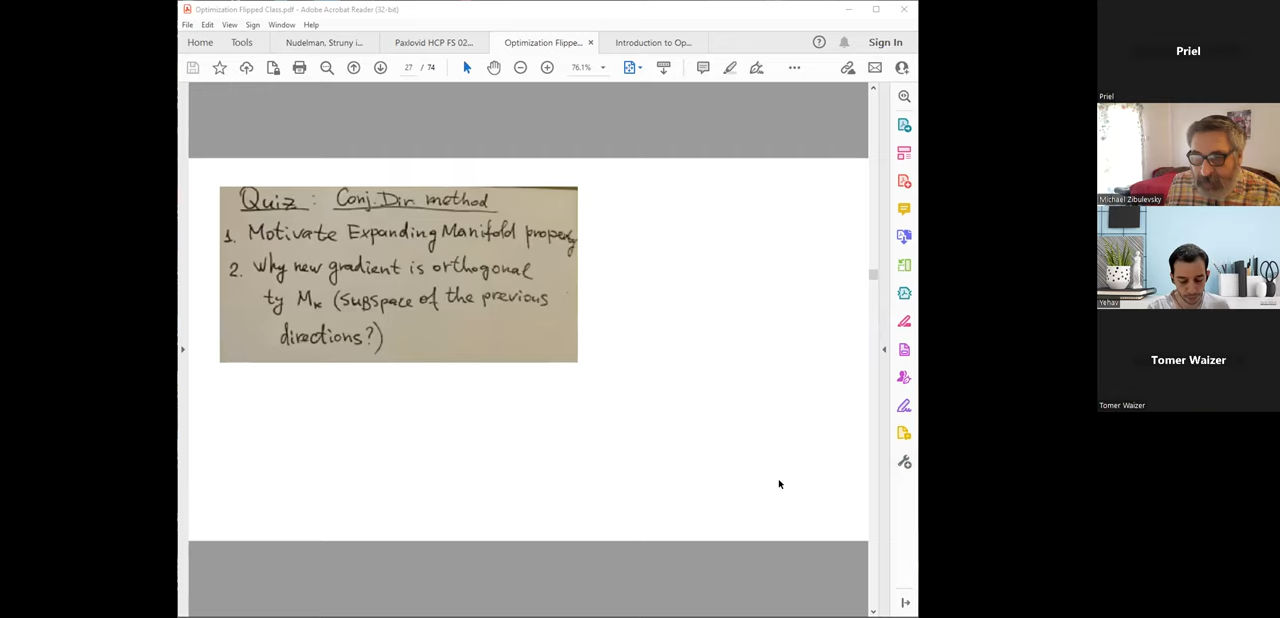 Optimization Flipped Class.pdf - Adobe Acrobat Reader (32-bit)
File Edit View Sign Window Help
Home Tools Nudelman, Struny i... Paxlovid HCP FS 02... Optimization Flippe... × Introduction to Op... Sign In
27 / 74 76.1%
Quiz : Conj. Dir method
1. Motivate Expanding Manifold property
2. Why new gradient is orthogonal
ty Mk (subspace of the previous
directions?)
Priel
Priel
Michael Zibulevsky
Yehav
Tomer Waizer
Tomer Waizer